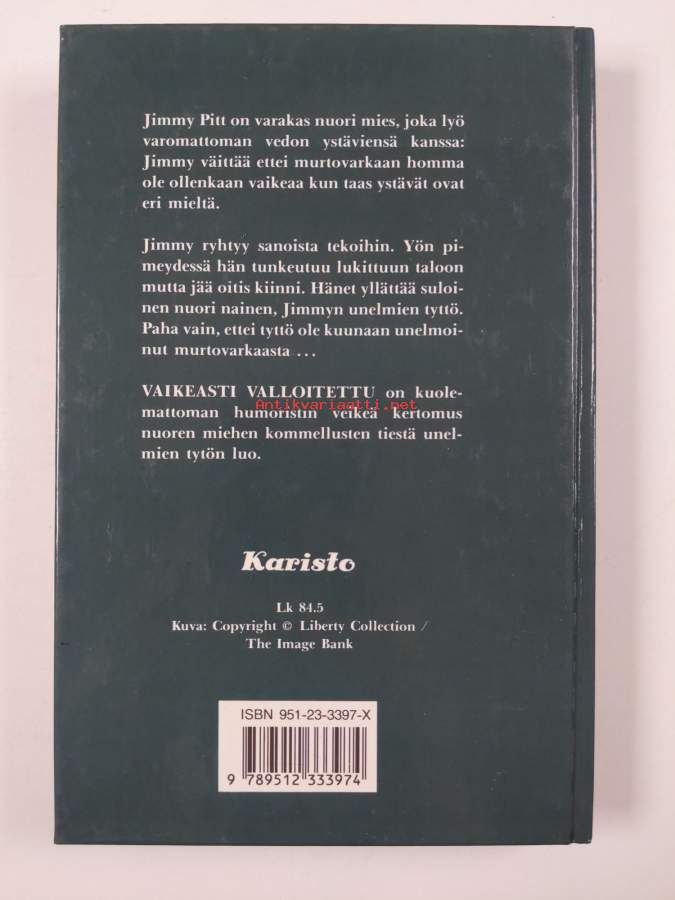 Jimmy Pitt on varakas nuori mies, joka lyö
varomattoman vedon ystäviensä kanssa:
Jimmy väittää ettei murtovarkaan homma
ole ollenkaan vaikeaa kun taas ystävät ovat
eri mieltä.
Jimmy ryhtyy sanoista tekoihin. Yön pi-
meydessä hän tunkeutuu lukittuun taloon
mutta jää oitis kiinni. Hänet yllättää suloi-
nen nuori nainen, Jimmyn unelmien tyttö.
Paha vain, ettei tyttö ole kuunaan unelmoi-
nut murtovarkaasta ...
VAIKEASTI VALLOITETTU on kuole-
mattoman humoristin veikeä kertomus
Antikvariaatti.net
nuoren miehen kommellusten tiestä unel-
mien tytön luo.
Karisto
Lk 84.5
Kuva: Copyright © Liberty Collection /
The Image Bank
ISBN 951-23-3397-X
9 789512 333974